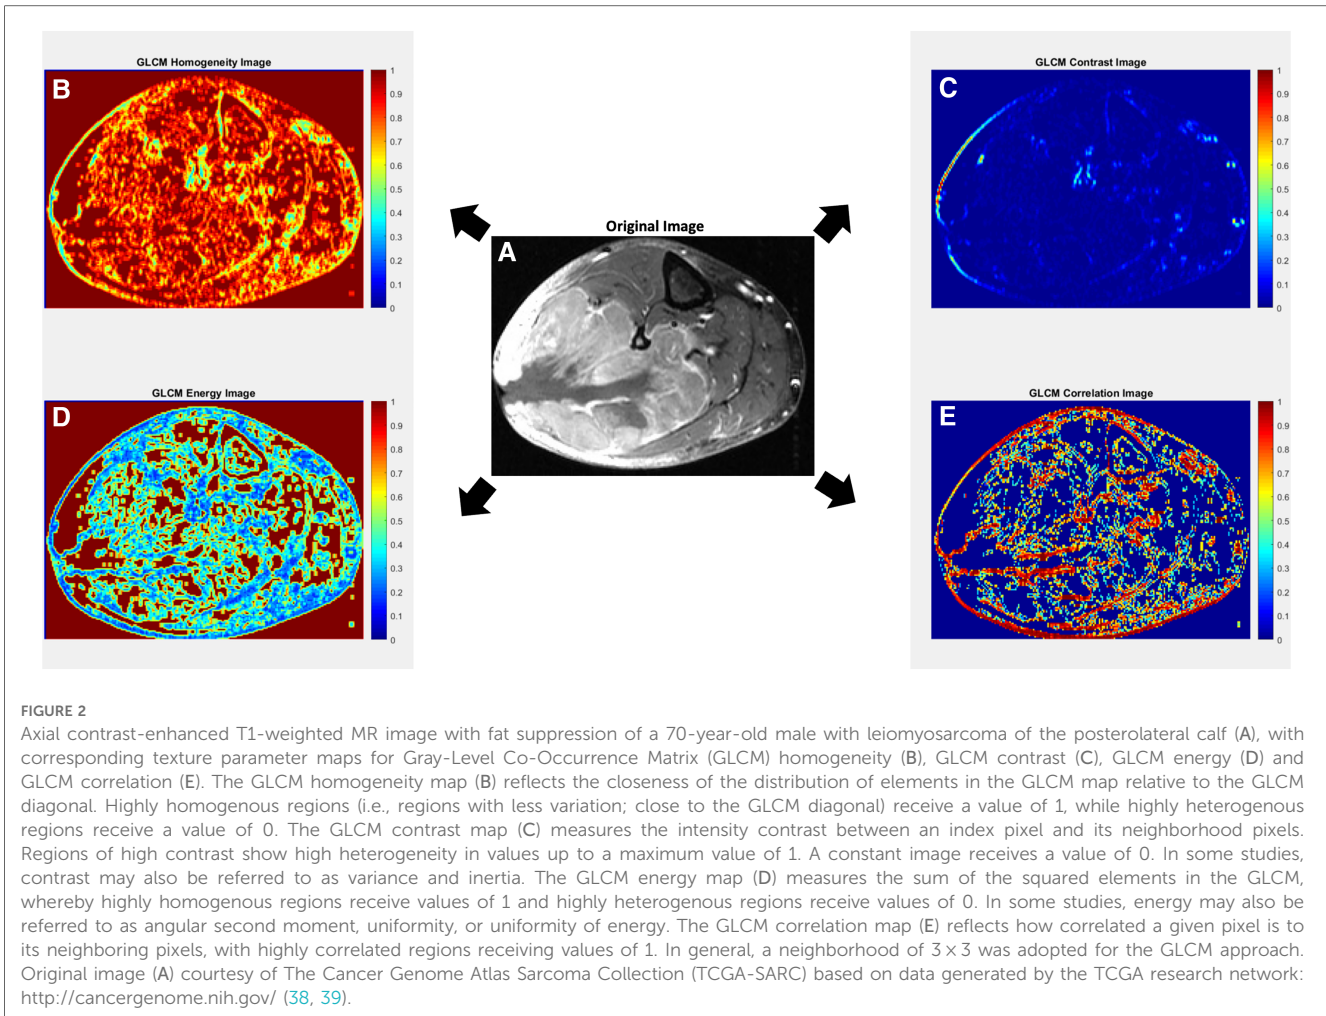 GLCM Homogeneity Image
B
1
0.9
0.8
0.7
0.6
0.5
0.4
0.3
0.2
0.1
0
GLCM Contrast Image
C
1
0.9
0.8
0.7
0.6
0.5
0.4
0.3
0.2
0.1
0
Original Image
A
GLCM Energy Image
D
1
0.9
0.8
0.7
0.6
0.5
0.4
0.3
0.2
0.1
0
GLCM Correlation Image
E
1
0.9
0.8
0.7
0.6
0.5
0.4
0.3
0.2
0.1
0
FIGURE 2
Axial contrast-enhanced T1-weighted MR image with fat suppression of a 70-year-old male with leiomyosarcoma of the posterolateral calf (A), with
corresponding texture parameter maps for Gray-Level Co-Occurrence Matrix (GLCM) homogeneity (B), GLCM contrast (C), GLCM energy (D) and
GLCM correlation (E). The GLCM homogeneity map (B) reflects the closeness of the distribution of elements in the GLCM map relative to the GLCM
diagonal. Highly homogenous regions (i.e., regions with less variation; close to the GLCM diagonal) receive a value of 1, while highly heterogenous
regions receive a value of 0. The GLCM contrast map (C) measures the intensity contrast between an index pixel and its neighborhood pixels.
Regions of high contrast show high heterogeneity in values up to a maximum value of 1. A constant image receives a value of 0. In some studies,
contrast may also be referred to as variance and inertia. The GLCM energy map (D) measures the sum of the squared elements in the GLCM,
whereby highly homogenous regions receive values of 1 and highly heterogenous regions receive values of 0. In some studies, energy may also be
referred to as angular second moment, uniformity, or uniformity of energy. The GLCM correlation map (E) reflects how correlated a given pixel is to
its neighboring pixels, with highly correlated regions receiving values of 1. In general, a neighborhood of 3×3 was adopted for the GLCM approach.
Original image (A) courtesy of The Cancer Genome Atlas Sarcoma Collection (TCGA-SARC) based on data generated by the TCGA research network:
http://cancergenome.nih.gov/ (38, 39).